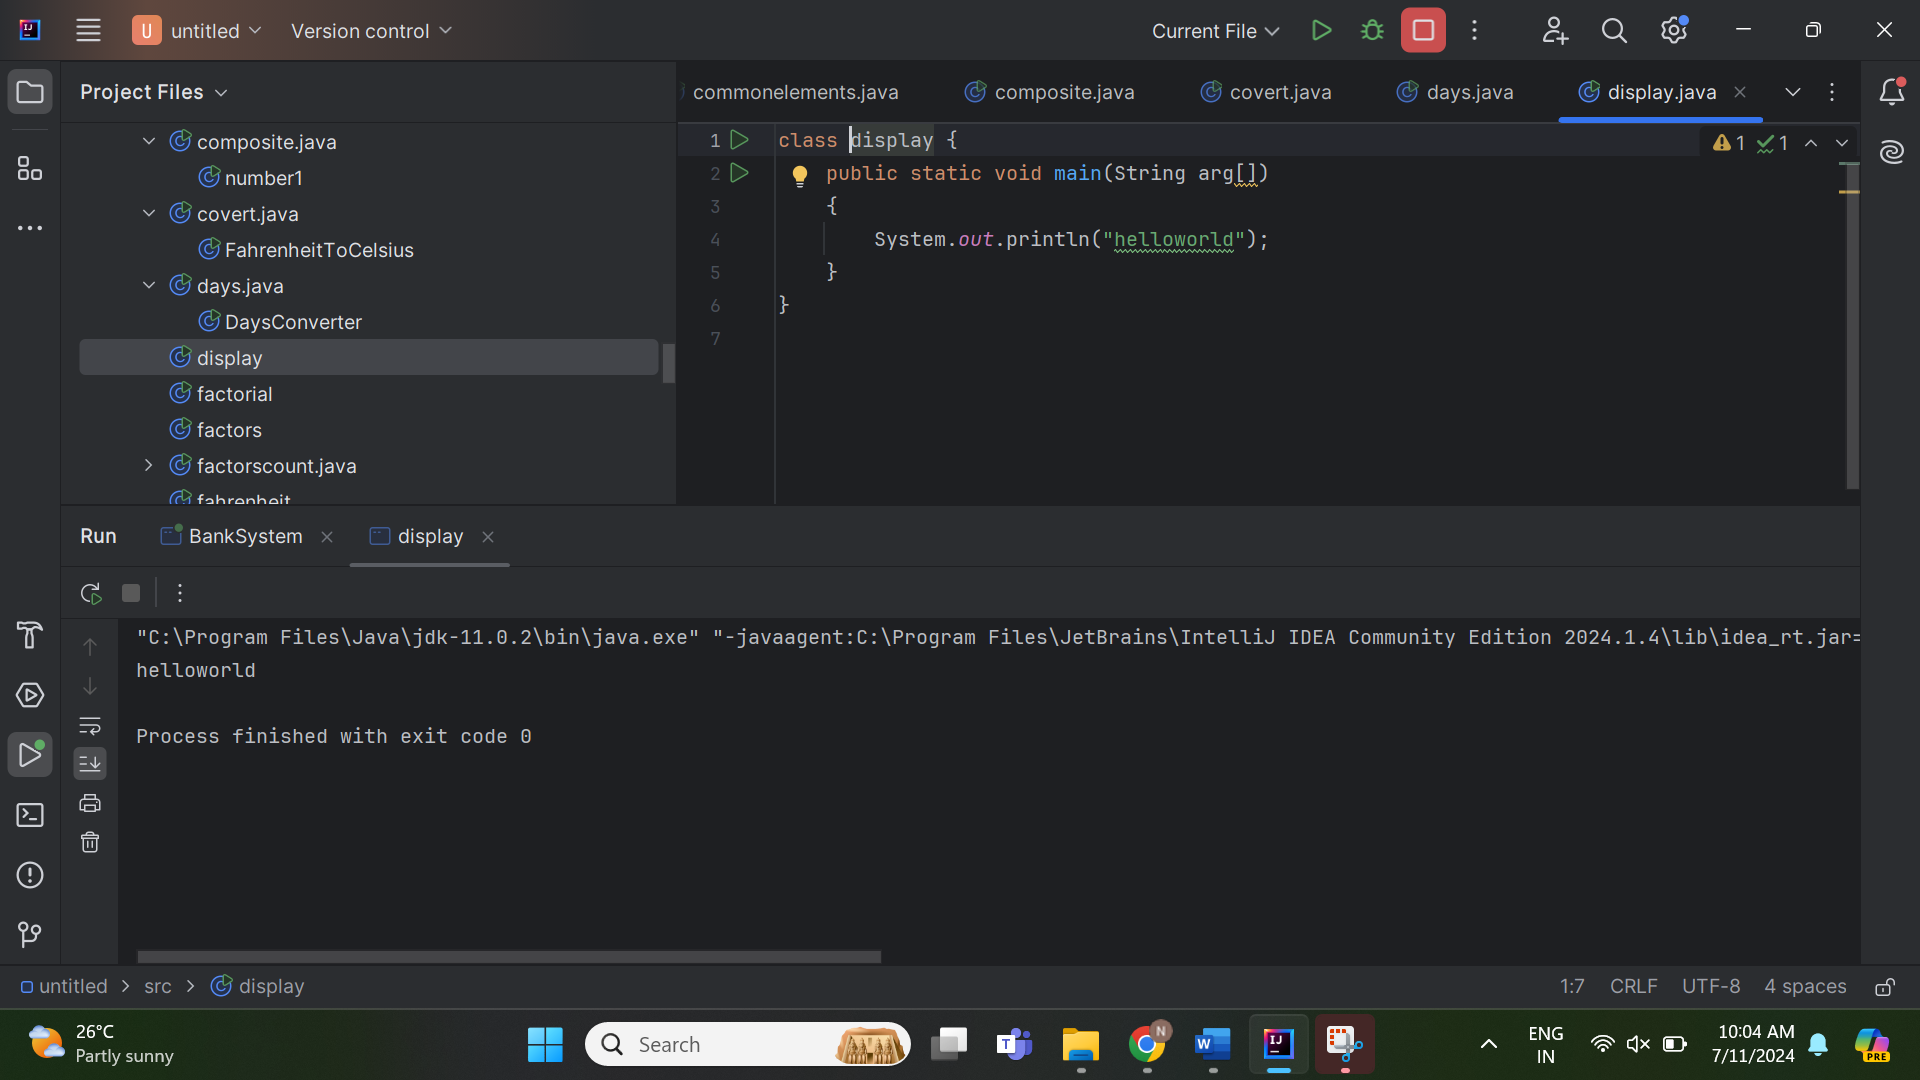 U untitled Version control Current File
Project Files
commonelements.java composite.java covert.java days.java display.java
composite.java
number1
covert.java
FahrenheitToCelsius
days.java
DaysConverter
display
factorial
factors
factorscount.java
fahrenheit
1 class display {
2 public static void main(String arg[])
3 {
4 System.out.println("helloworld");
5 }
6 }
7
1 1
Run BankSystem display
"C:\Program Files\Java\jdk-11.0.2\bin\java.exe" "-javaagent:C:\Program Files\JetBrains\IntelliJ IDEA Community Edition 2024.1.4\lib\idea_rt.jar=
helloworld
Process finished with exit code 0
untitled > src > display 1:7 CRLF UTF-8 4 spaces
26°C
Partly sunny
Search
ENG
IN
10:04 AM
7/11/2024
PRE